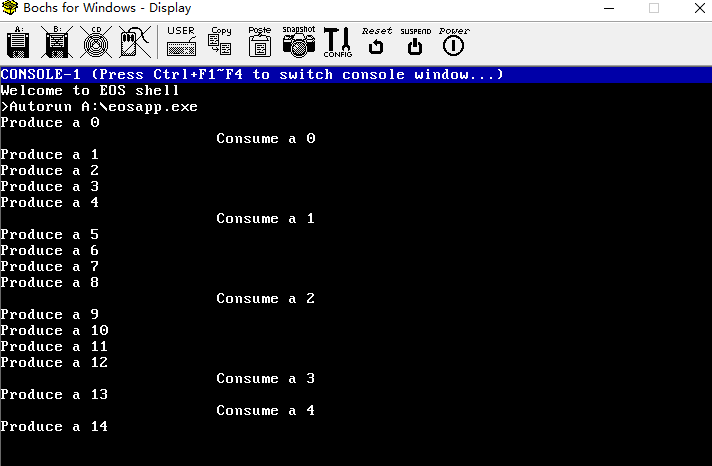 Bochs for Windows - Display
A: B: CD USER Copy Paste snapshot CONFIG Reset SUSPEND Power
CONSOLE-1 (Press Ctrl+F1~F4 to switch console window...)
Welcome to EOS shell
>Autorun A:\eosapp.exe
Produce a 0
Consume a 0
Produce a 1
Produce a 2
Produce a 3
Produce a 4
Consume a 1
Produce a 5
Produce a 6
Produce a 7
Produce a 8
Consume a 2
Produce a 9
Produce a 10
Produce a 11
Produce a 12
Consume a 3
Produce a 13
Consume a 4
Produce a 14